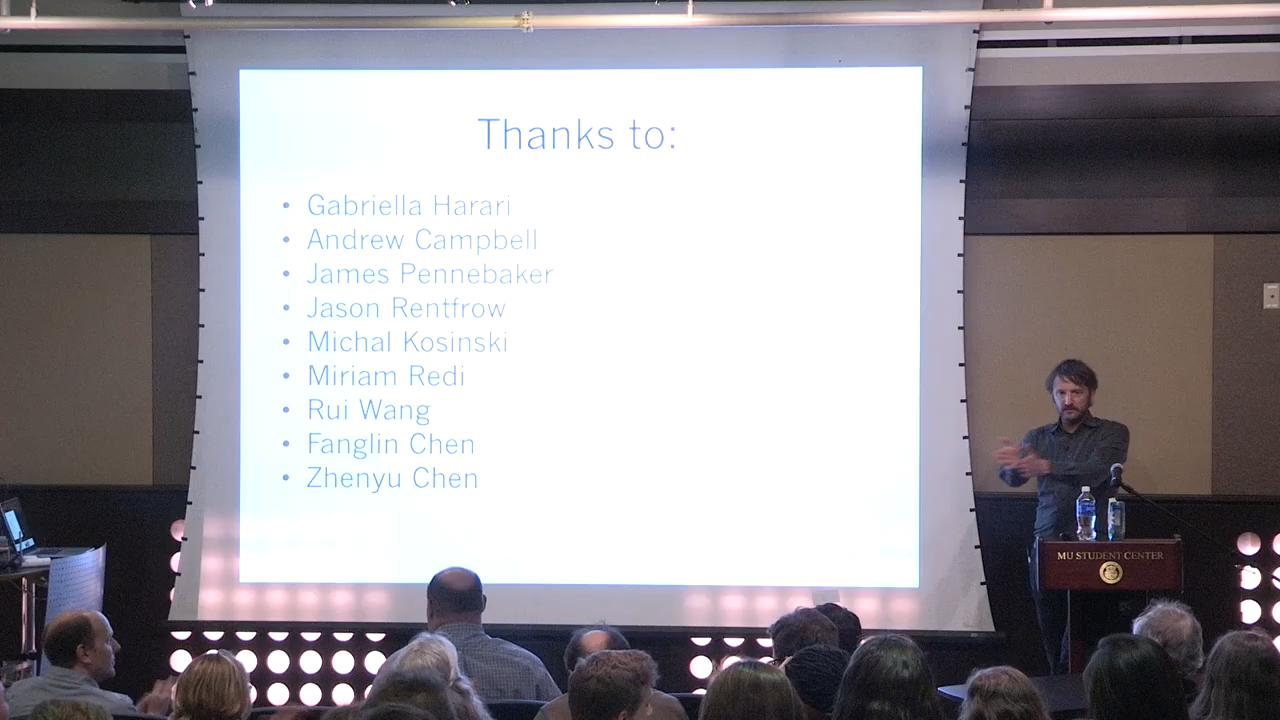 Thanks to:
• Gabriella Harari
• Andrew Campbell
• James Pennebaker
• Jason Rentfrow
• Michal Kosinski
• Miriam Redi
• Rui Wang
• Fanglin Chen
• Zhenyu Chen
MU STUDENT CENTER